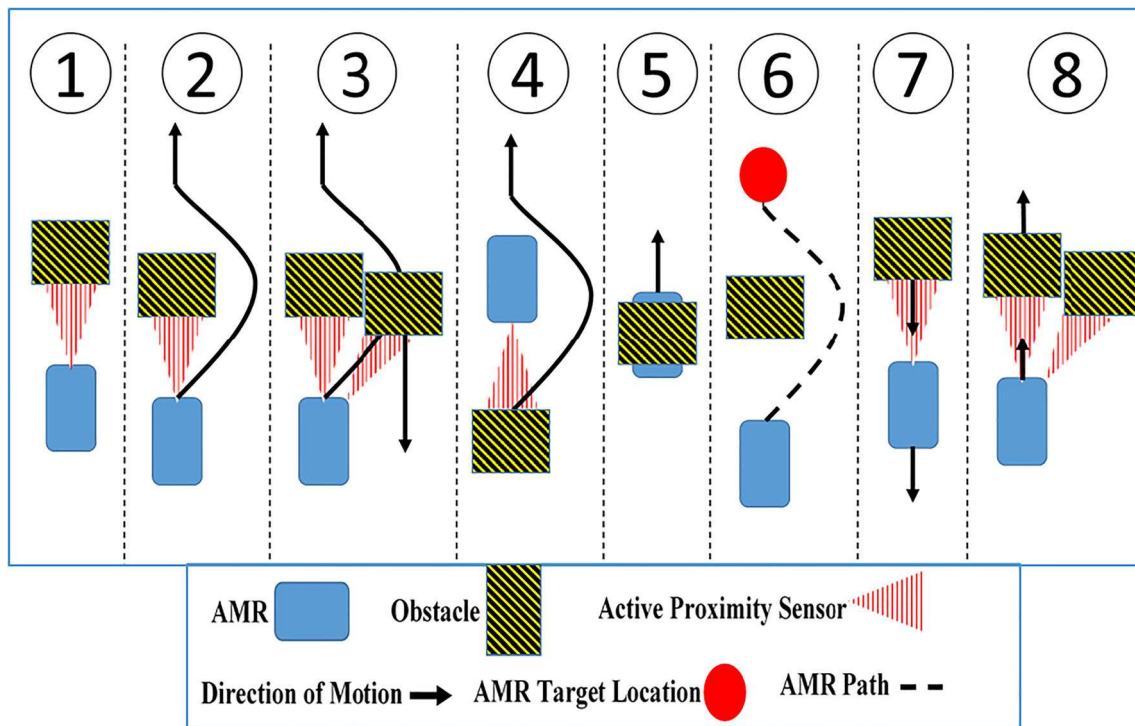 1 2 3 4 5 6 7 8
AMR Obstacle Active Proximity Sensor
Direction of Motion AMR Target Location AMR Path